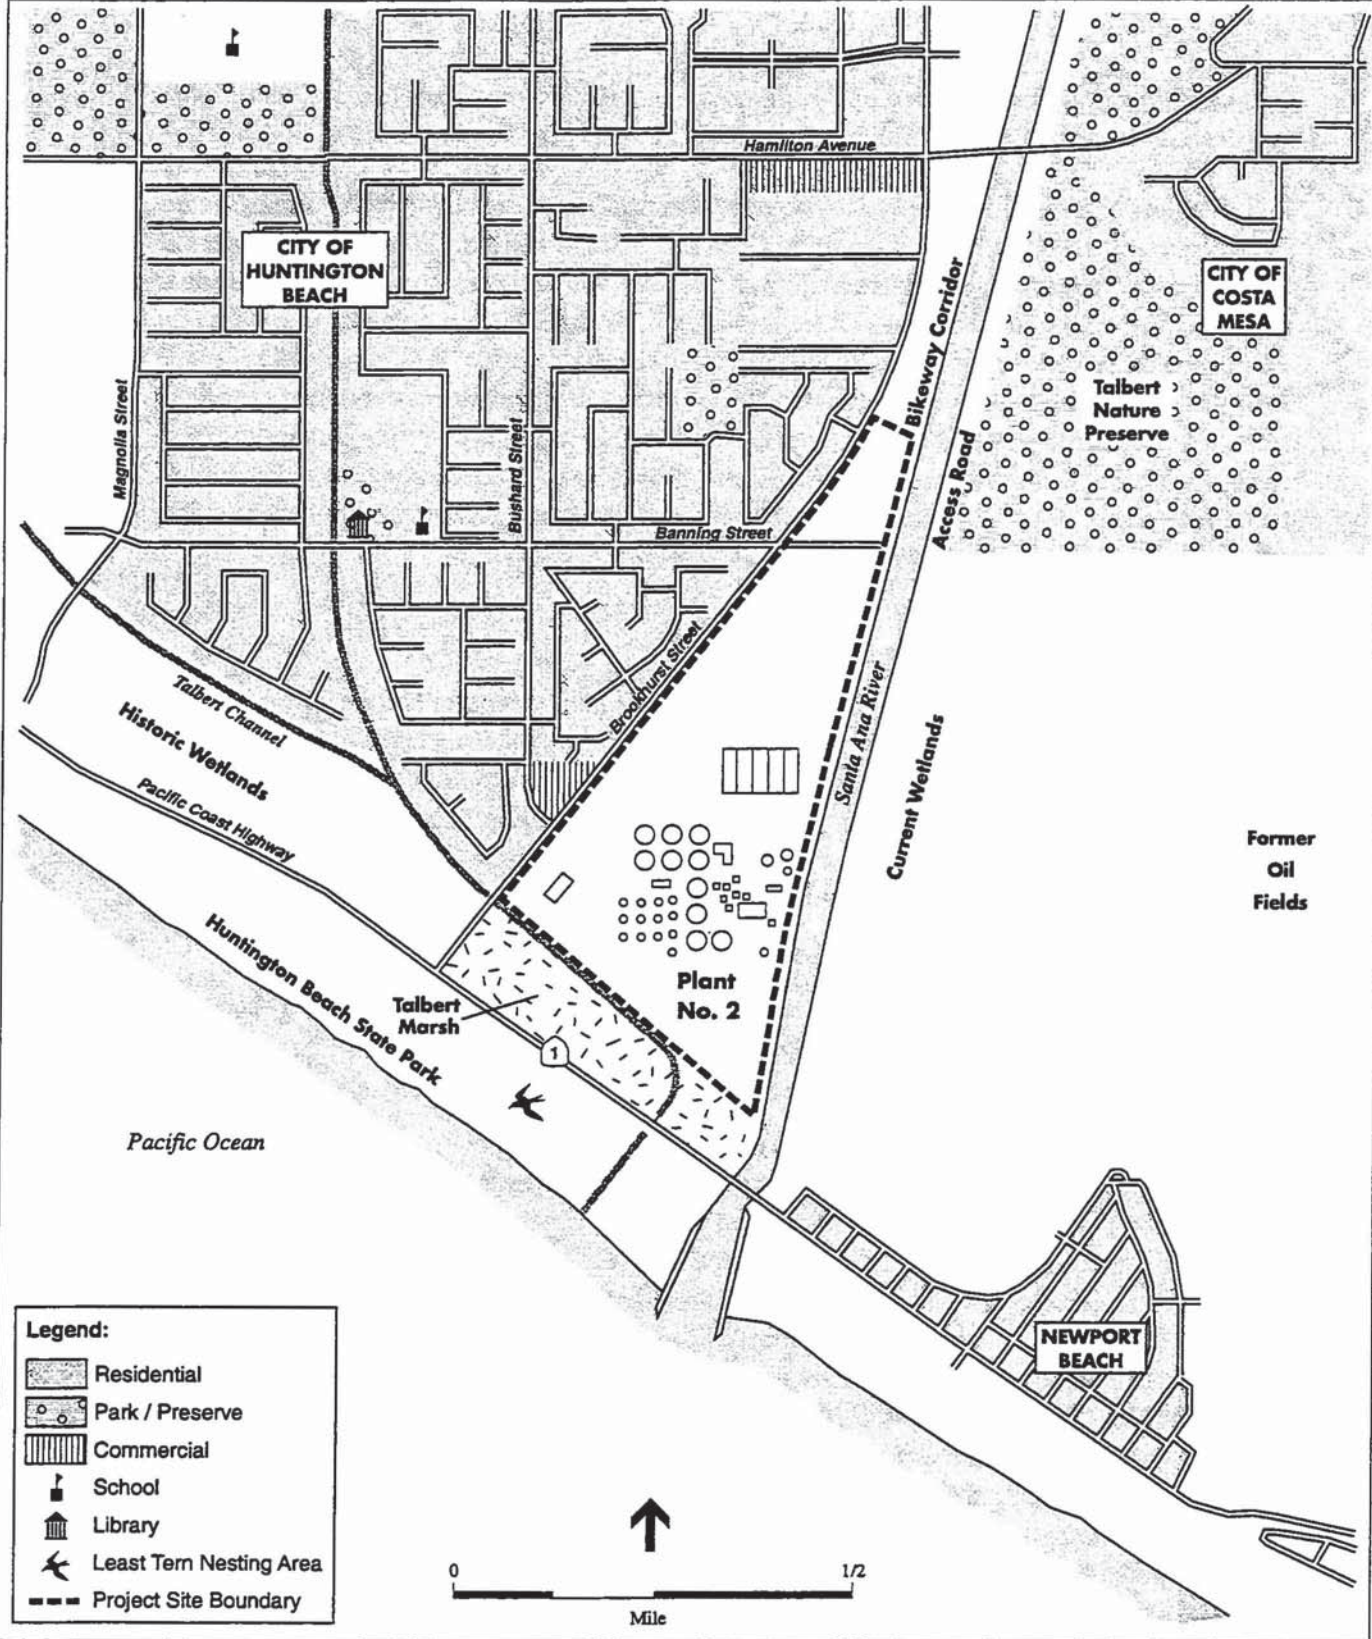 Hamilton Avenue
CITY OF
HUNTINGTON
BEACH
CITY OF
COSTA
MESA
Bikeway Corridor
Talbert
Nature
Preserve
Magnolia Street
Bushard Street
Access Road
Banning Street
Brookhurst Street
Santa Ana River
Talbert Channel
Historic Wetlands
Pacific Coast Highway
Current Wetlands
Former
Oil
Fields
Huntington Beach State Park
Plant
No. 2
Talbert
Marsh
1
Pacific Ocean
NEWPORT
BEACH
Legend:
Residential
Park / Preserve
Commercial
School
Library
Least Tern Nesting Area
Project Site Boundary
0 1/2
Mile